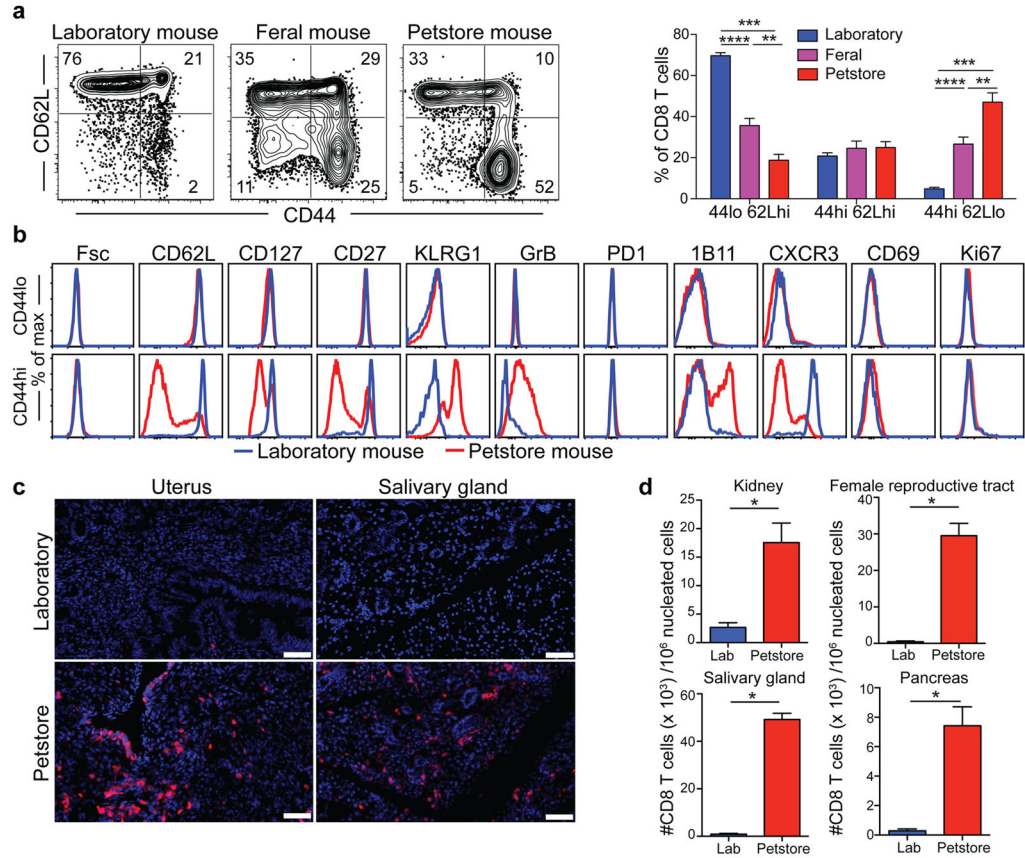 a
Laboratory mouse
Feral mouse
Petstore mouse
76
21
2
35
29
11
25
33
10
5
52
CD62L
CD44
% of CD8 T cells
80
60
40
20
0
***
**** **
***
**** **
Laboratory
Feral
Petstore
44lo 62Lhi
44hi 62Lhi
44hi 62Llo
b
Fsc
CD62L
CD127
CD27
KLRG1
GrB
PD1
1B11
CXCR3
CD69
Ki67
CD44lo
CD44hi
% of max
Laboratory mouse
Petstore mouse
c
Uterus
Salivary gland
Laboratory
Petstore
d
#CD8 T cells (x 10³) /10⁶ nucleated cells
#CD8 T cells (x 10³) /10⁶ nucleated cells
Kidney
25
20
15
10
5
0
*
Lab
Petstore
Female reproductive tract
40
30
20
10
0
*
Lab
Petstore
Salivary gland
60
40
20
0
*
Lab
Petstore
Pancreas
10
8
6
4
2
0
*
Lab
Petstore